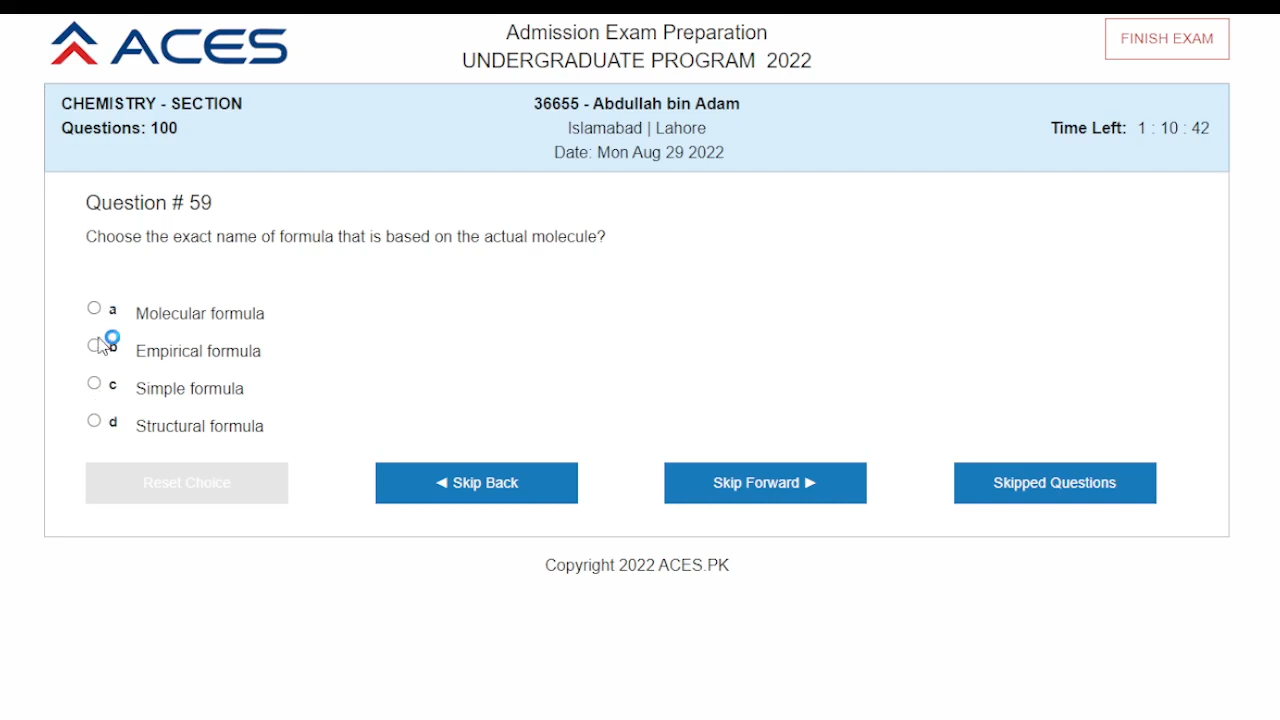 ACES
Admission Exam Preparation
UNDERGRADUATE PROGRAM 2022
FINISH EXAM
CHEMISTRY - SECTION
Questions: 100
36655 - Abdullah bin Adam
Islamabad | Lahore
Date: Mon Aug 29 2022
Time Left: 1 : 10 : 42
Question # 59
Choose the exact name of formula that is based on the actual molecule?
a Molecular formula
b Empirical formula
c Simple formula
d Structural formula
Reset Choice
◄ Skip Back
Skip Forward ►
Skipped Questions
Copyright 2022 ACES.PK